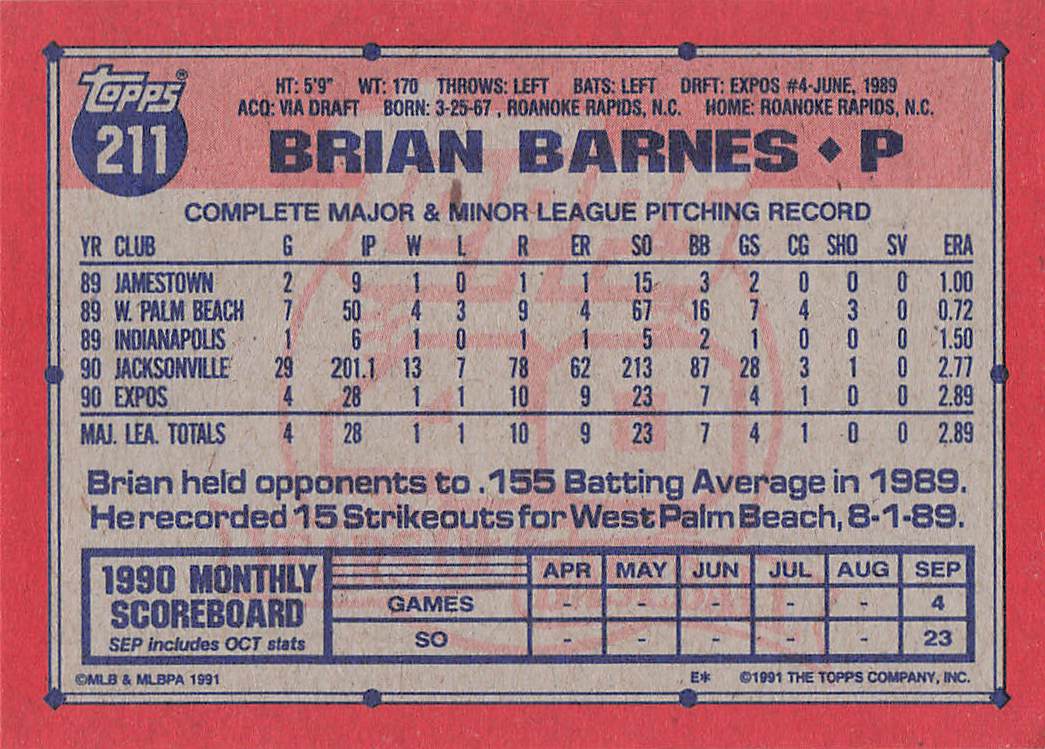 topps®
211
HT: 5'9" WT: 170 THROWS: LEFT BATS: LEFT DRFT: EXPOS #4-JUNE, 1989
ACQ: VIA DRAFT BORN: 3-25-67 , ROANOKE RAPIDS, N.C. HOME: ROANOKE RAPIDS, N.C.
BRIAN BARNES ♦ P
COMPLETE MAJOR & MINOR LEAGUE PITCHING RECORD
YR CLUB G IP W L R ER SO BB GS CG SHO SV ERA
89 JAMESTOWN 2 9 1 0 1 1 15 3 2 0 0 0 1.00
89 W. PALM BEACH 7 50 4 3 9 4 67 16 7 4 3 0 0.72
89 INDIANAPOLIS 1 6 1 0 1 1 5 2 1 0 0 0 1.50
90 JACKSONVILLE 29 201.1 13 7 78 62 213 87 28 3 1 0 2.77
90 EXPOS 4 28 1 1 10 9 23 7 4 1 0 0 2.89
MAJ. LEA. TOTALS 4 28 1 1 10 9 23 7 4 1 0 0 2.89
Brian held opponents to .155 Batting Average in 1989.
He recorded 15 Strikeouts for West Palm Beach, 8-1-89.
1990 MONTHLY
SCOREBOARD
SEP includes OCT stats
APR MAY JUN JUL AUG SEP
GAMES - - - - - 4
SO - - - - - 23
©MLB & MLBPA 1991 E* ©1991 THE TOPPS COMPANY, INC.